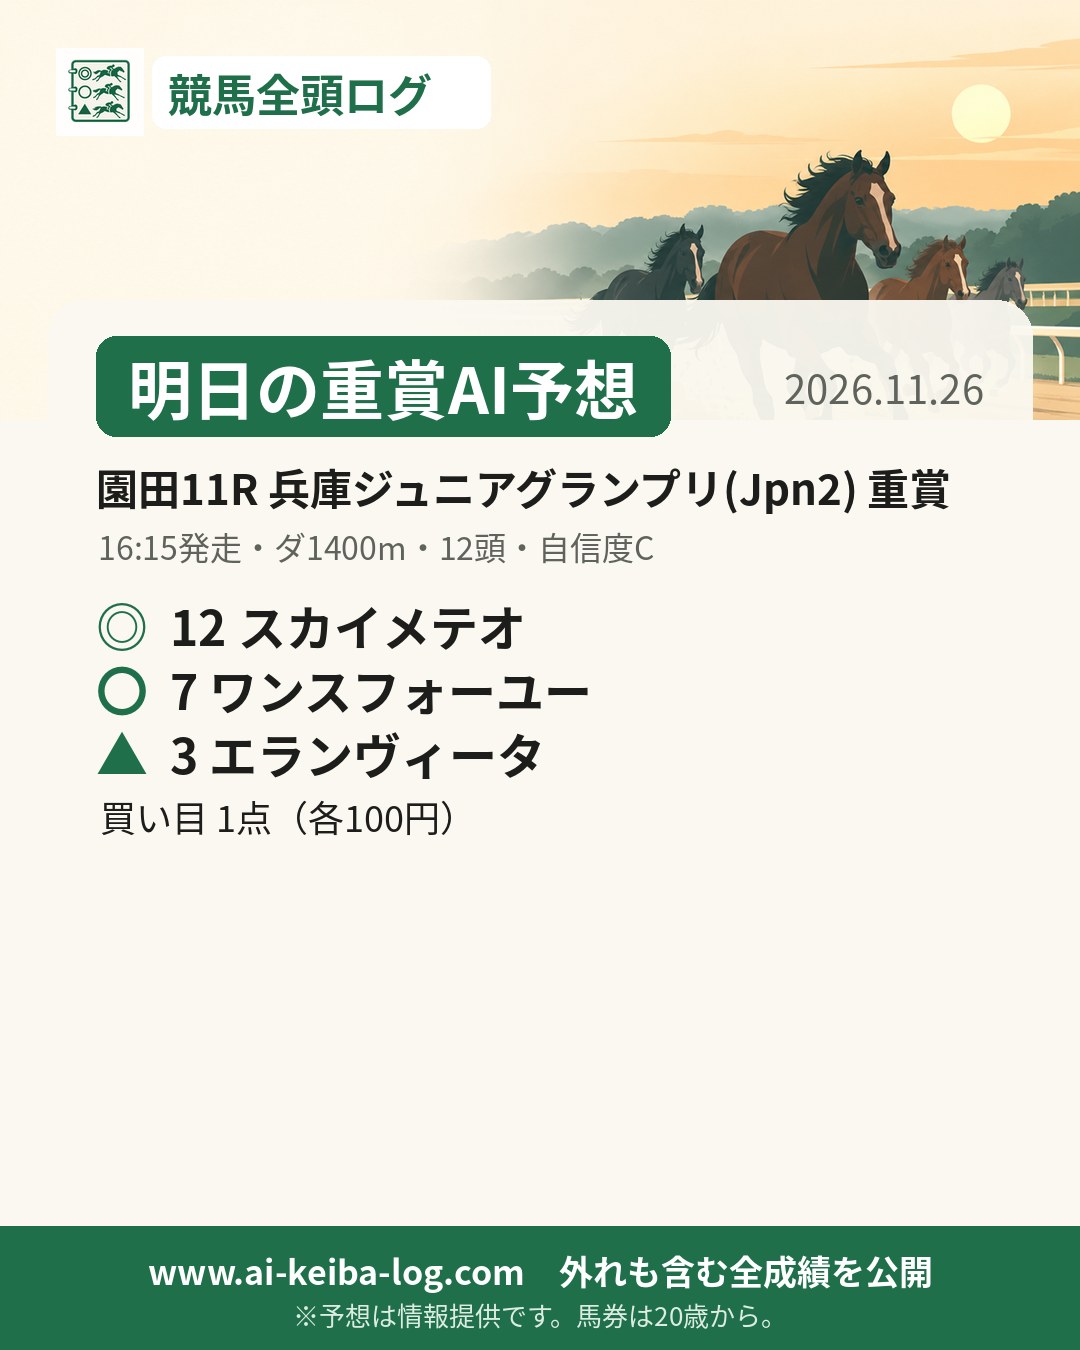 競馬全頭ログ
明日の重賞AI予想
2026.11.26
園田11R 兵庫ジュニアグランプリ(Jpn2) 重賞
16:15発走・ダ1400m・12頭・自信度C
◎ 12 スカイメテオ
○ 7 ワンスフォーユー
▲ 3 エランヴィータ
買い目 1点（各100円）
www.ai-keiba-log.com　外れも含む全成績を公開
※予想は情報提供です。馬券は20歳から。